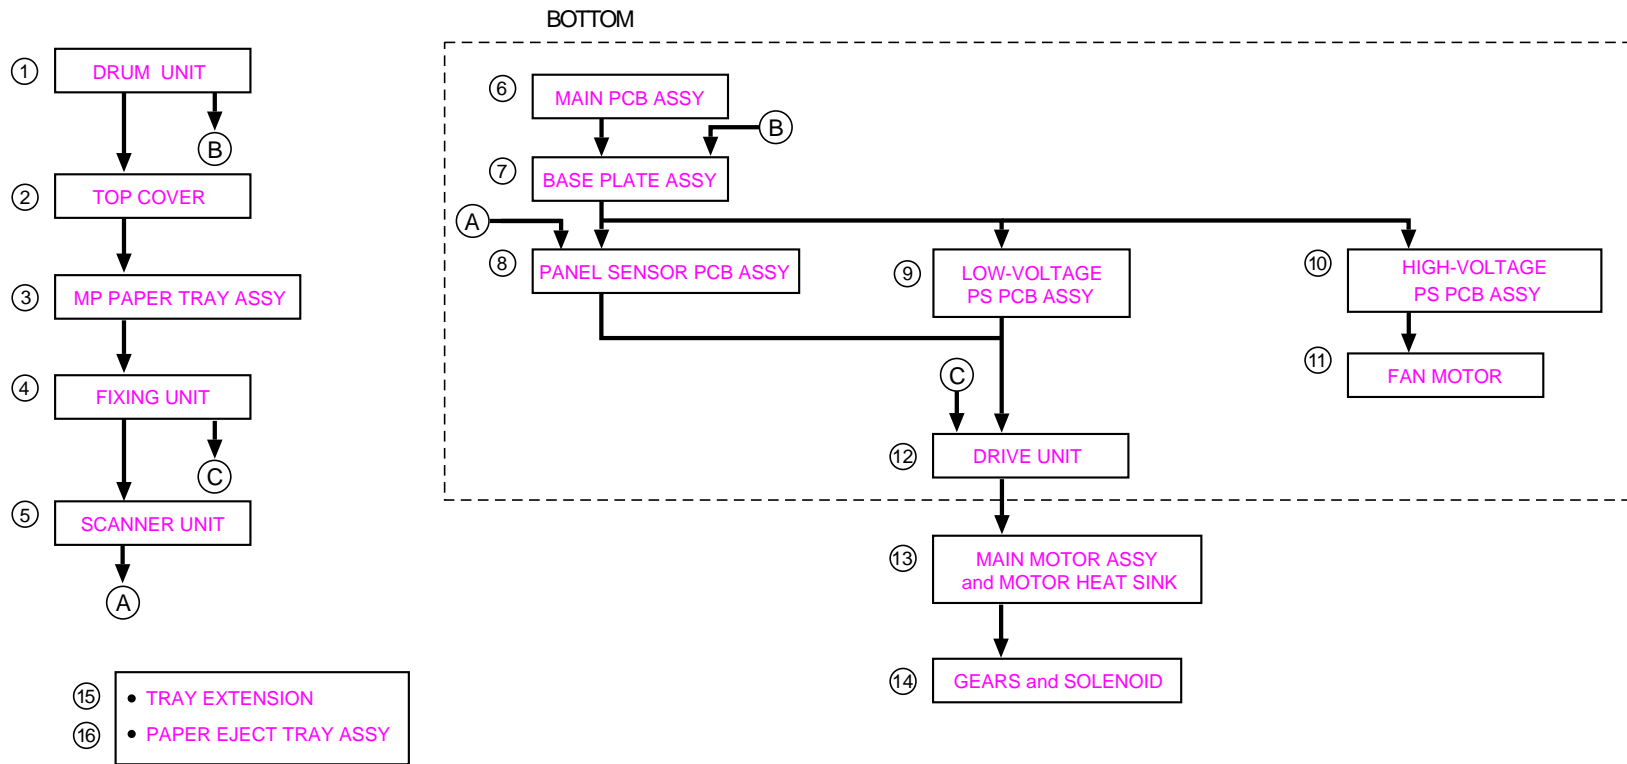 BOTTOM
1 DRUM UNIT
B
2 TOP COVER
3 MP PAPER TRAY ASSY
4 FIXING UNIT
C
5 SCANNER UNIT
A
6 MAIN PCB ASSY
B
7 BASE PLATE ASSY
A
8 PANEL SENSOR PCB ASSY
9 LOW-VOLTAGE
PS PCB ASSY
10 HIGH-VOLTAGE
PS PCB ASSY
11 FAN MOTOR
C
12 DRIVE UNIT
13 MAIN MOTOR ASSY
and MOTOR HEAT SINK
14 GEARS and SOLENOID
15 • TRAY EXTENSION
16 • PAPER EJECT TRAY ASSY